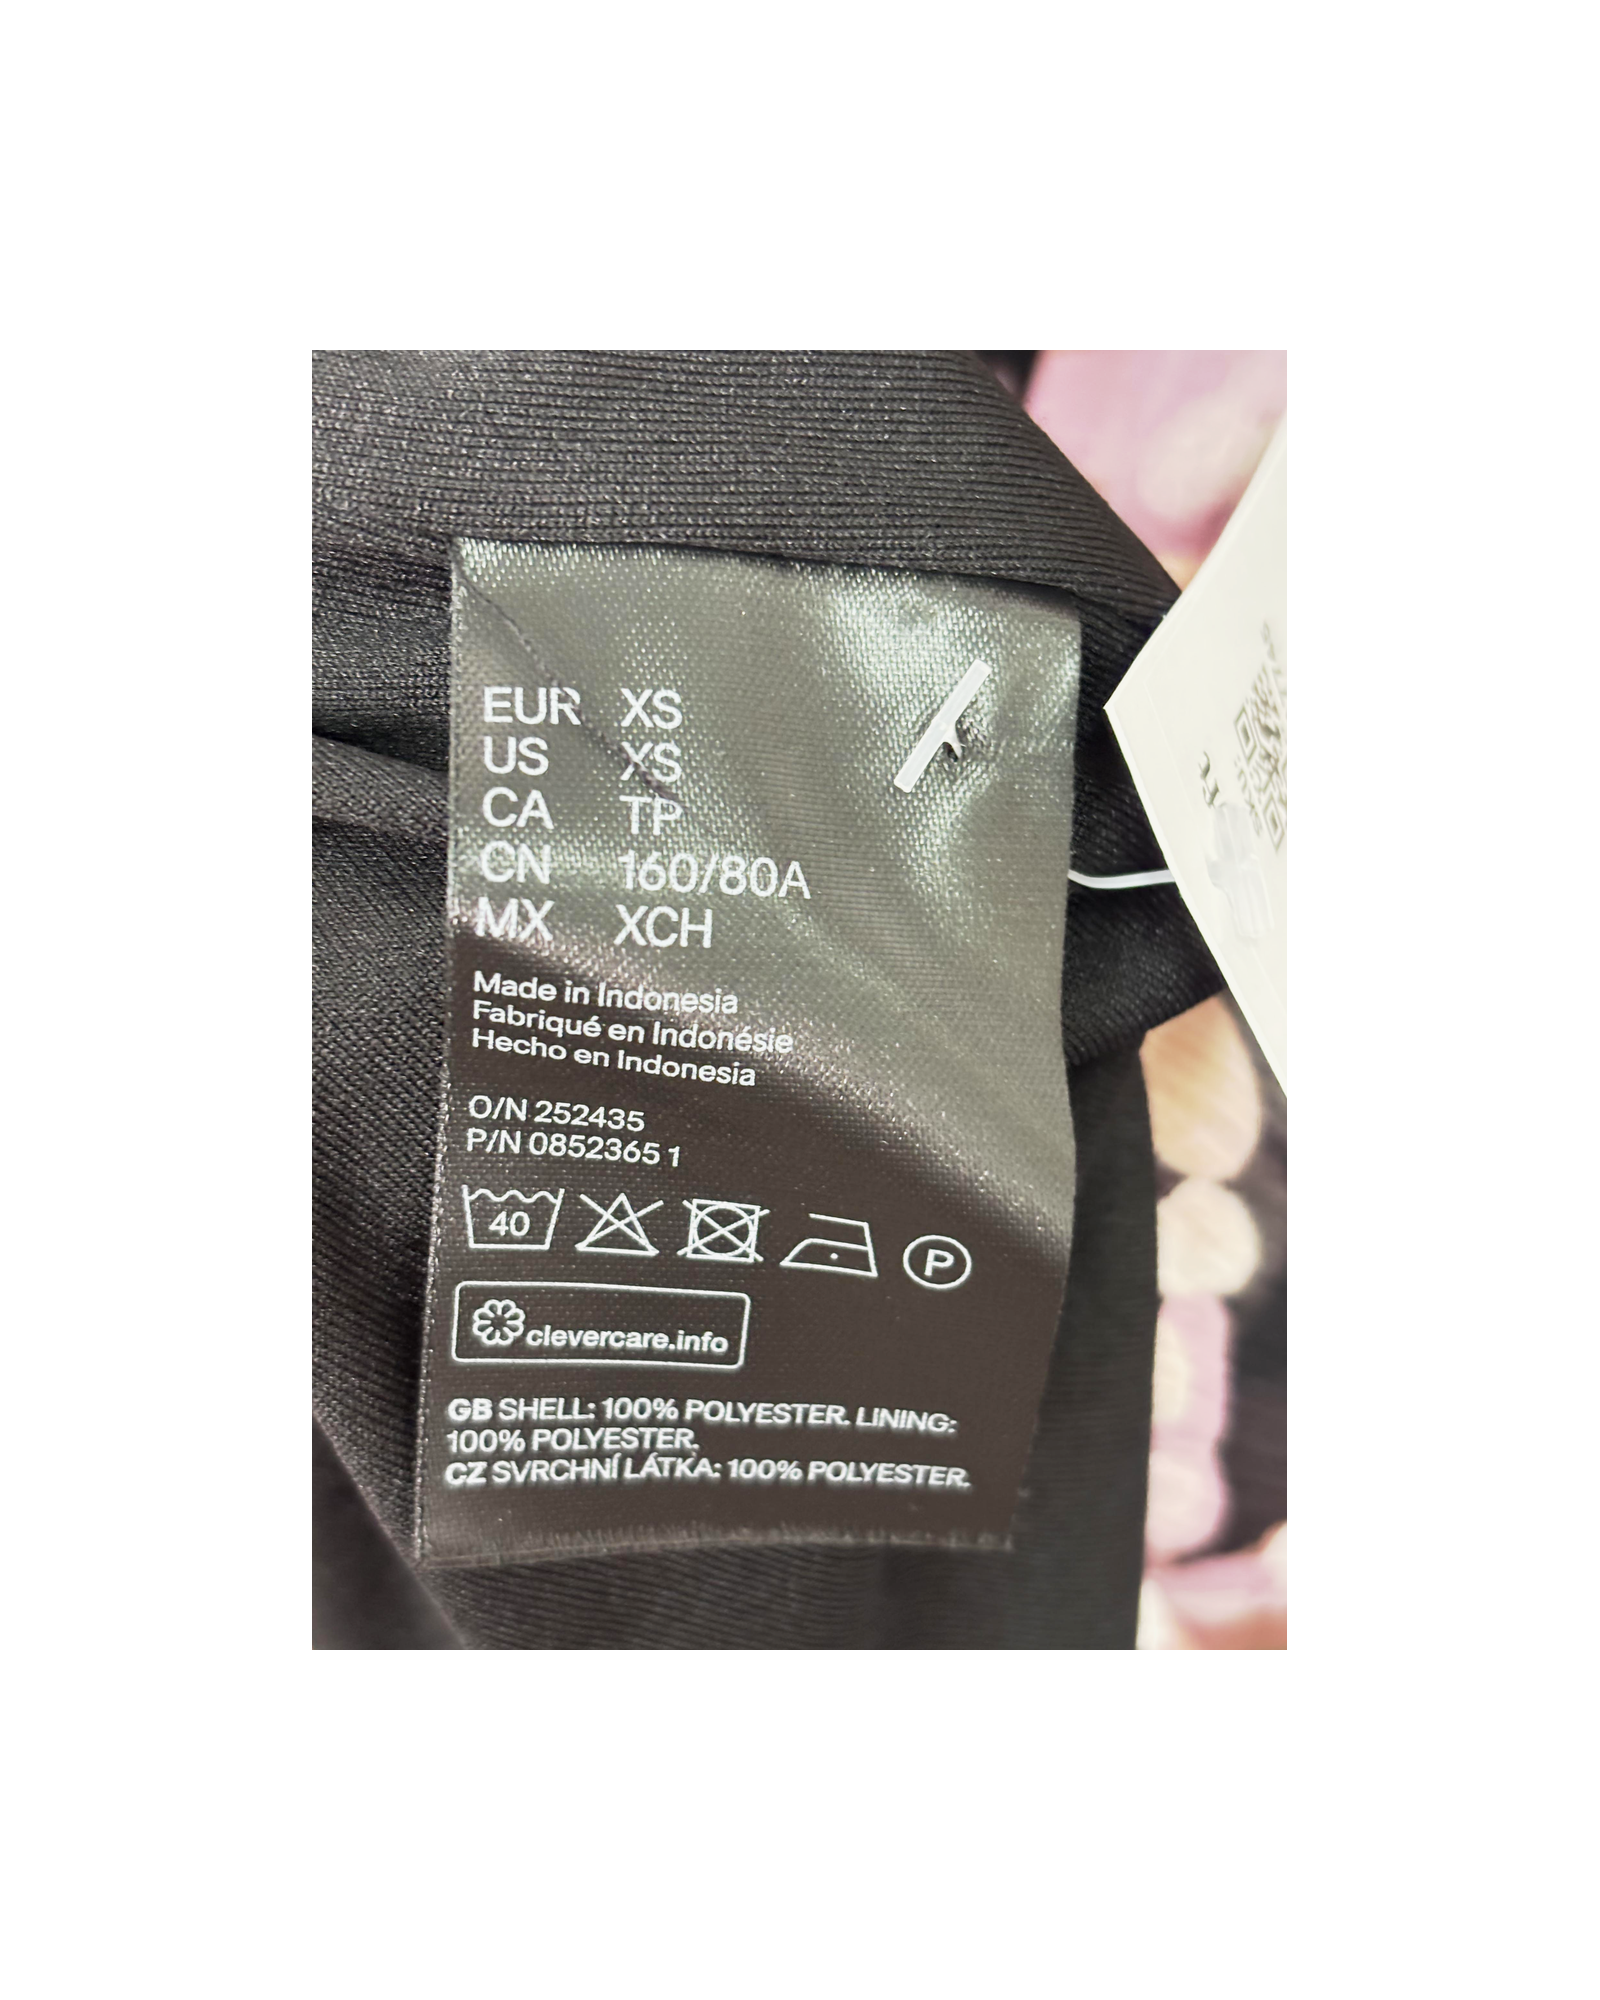 EUR XS
US XS
CA TP
CN 160/80A
MX XCH
Made in Indonesia
Fabriqué en Indonésie
Hecho en Indonesia
O/N 252435
P/N 0852365 1
40
P
clevercare.info
GB SHELL: 100% POLYESTER. LINING:
100% POLYESTER.
CZ SVRCHNÍ LÁTKA: 100% POLYESTER.